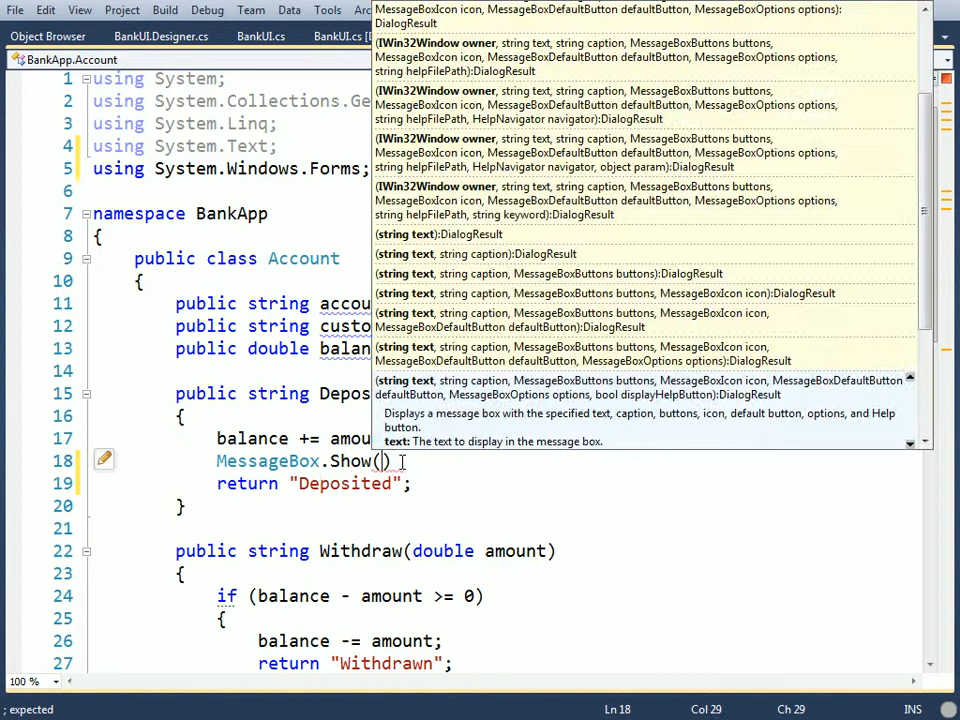 File Edit View Project Build Debug Team Data Tools
MessageBoxIcon icon, MessageBoxDefaultButton defaultButton, MessageBoxOptions options):
DialogResult
Object Browser BankUI.Designer.cs BankUI.cs
(IWin32Window owner, string text, string caption, MessageBoxButtons buttons,
MessageBoxIcon icon, MessageBoxDefaultButton defaultButton, MessageBoxOptions options,
string helpFilePath):DialogResult
BankApp.Account
(IWin32Window owner, string text, string caption, MessageBoxButtons buttons,
MessageBoxIcon icon, MessageBoxDefaultButton defaultButton, MessageBoxOptions options,
string helpFilePath, HelpNavigator navigator):DialogResult
(IWin32Window owner, string text, string caption, MessageBoxButtons buttons,
MessageBoxIcon icon, MessageBoxDefaultButton defaultButton, MessageBoxOptions options,
string helpFilePath, HelpNavigator navigator, object param):DialogResult
(IWin32Window owner, string text, string caption, MessageBoxButtons buttons,
MessageBoxIcon icon, MessageBoxDefaultButton defaultButton, MessageBoxOptions options,
string helpFilePath, string keyword):DialogResult
(string text):DialogResult
(string text, string caption):DialogResult
(string text, string caption, MessageBoxButtons buttons):DialogResult
(string text, string caption, MessageBoxButtons buttons, MessageBoxIcon icon):DialogResult
(string text, string caption, MessageBoxButtons buttons, MessageBoxIcon icon,
MessageBoxDefaultButton defaultButton):DialogResult
(string text, string caption, MessageBoxButtons buttons, MessageBoxIcon icon,
MessageBoxDefaultButton defaultButton, MessageBoxOptions options):DialogResult
(string text, string caption, MessageBoxButtons buttons, MessageBoxIcon icon, MessageBoxDefaultButton
defaultButton, MessageBoxOptions options, bool displayHelpButton):DialogResult
Displays a message box with the specified text, caption, buttons, icon, default button, options, and Help
button.
text: The text to display in the message box.
1 using System;
2 using System.Collections.Ge
3 using System.Linq;
4 using System.Text;
5 using System.Windows.Forms;
6
7 namespace BankApp
8 {
9 public class Account
10 {
11 public string accou
12 public string custo
13 public double balan
14
15 public string Depos
16 {
17 balance += amou
18 MessageBox.Show()
19 return "Deposited";
20 }
21
22 public string Withdraw(double amount)
23 {
24 if (balance - amount >= 0)
25 {
26 balance -= amount;
27 return "Withdrawn";
100 %
; expected Ln 18 Col 29 Ch 29 INS